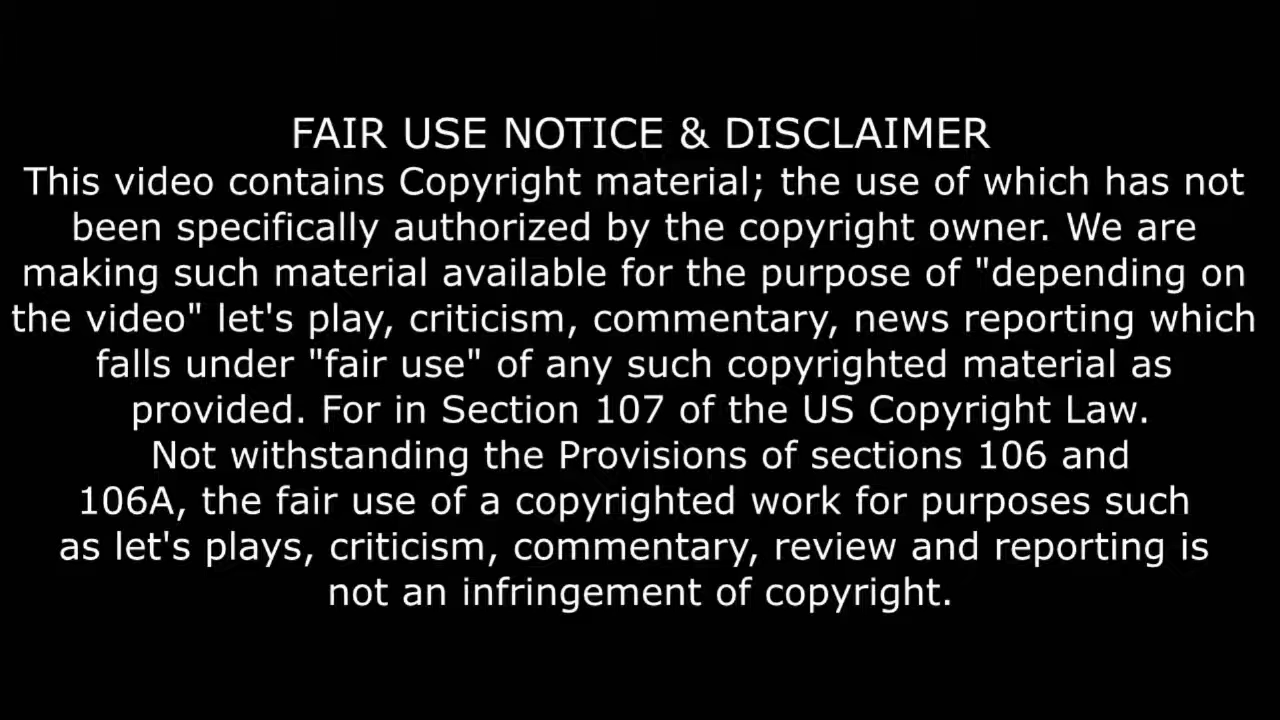 FAIR USE NOTICE & DISCLAIMER
This video contains Copyright material; the use of which has not
been specifically authorized by the copyright owner. We are
making such material available for the purpose of "depending on
the video" let's play, criticism, commentary, news reporting which
falls under "fair use" of any such copyrighted material as
provided. For in Section 107 of the US Copyright Law.
Not withstanding the Provisions of sections 106 and
106A, the fair use of a copyrighted work for purposes such
as let's plays, criticism, commentary, review and reporting is
not an infringement of copyright.